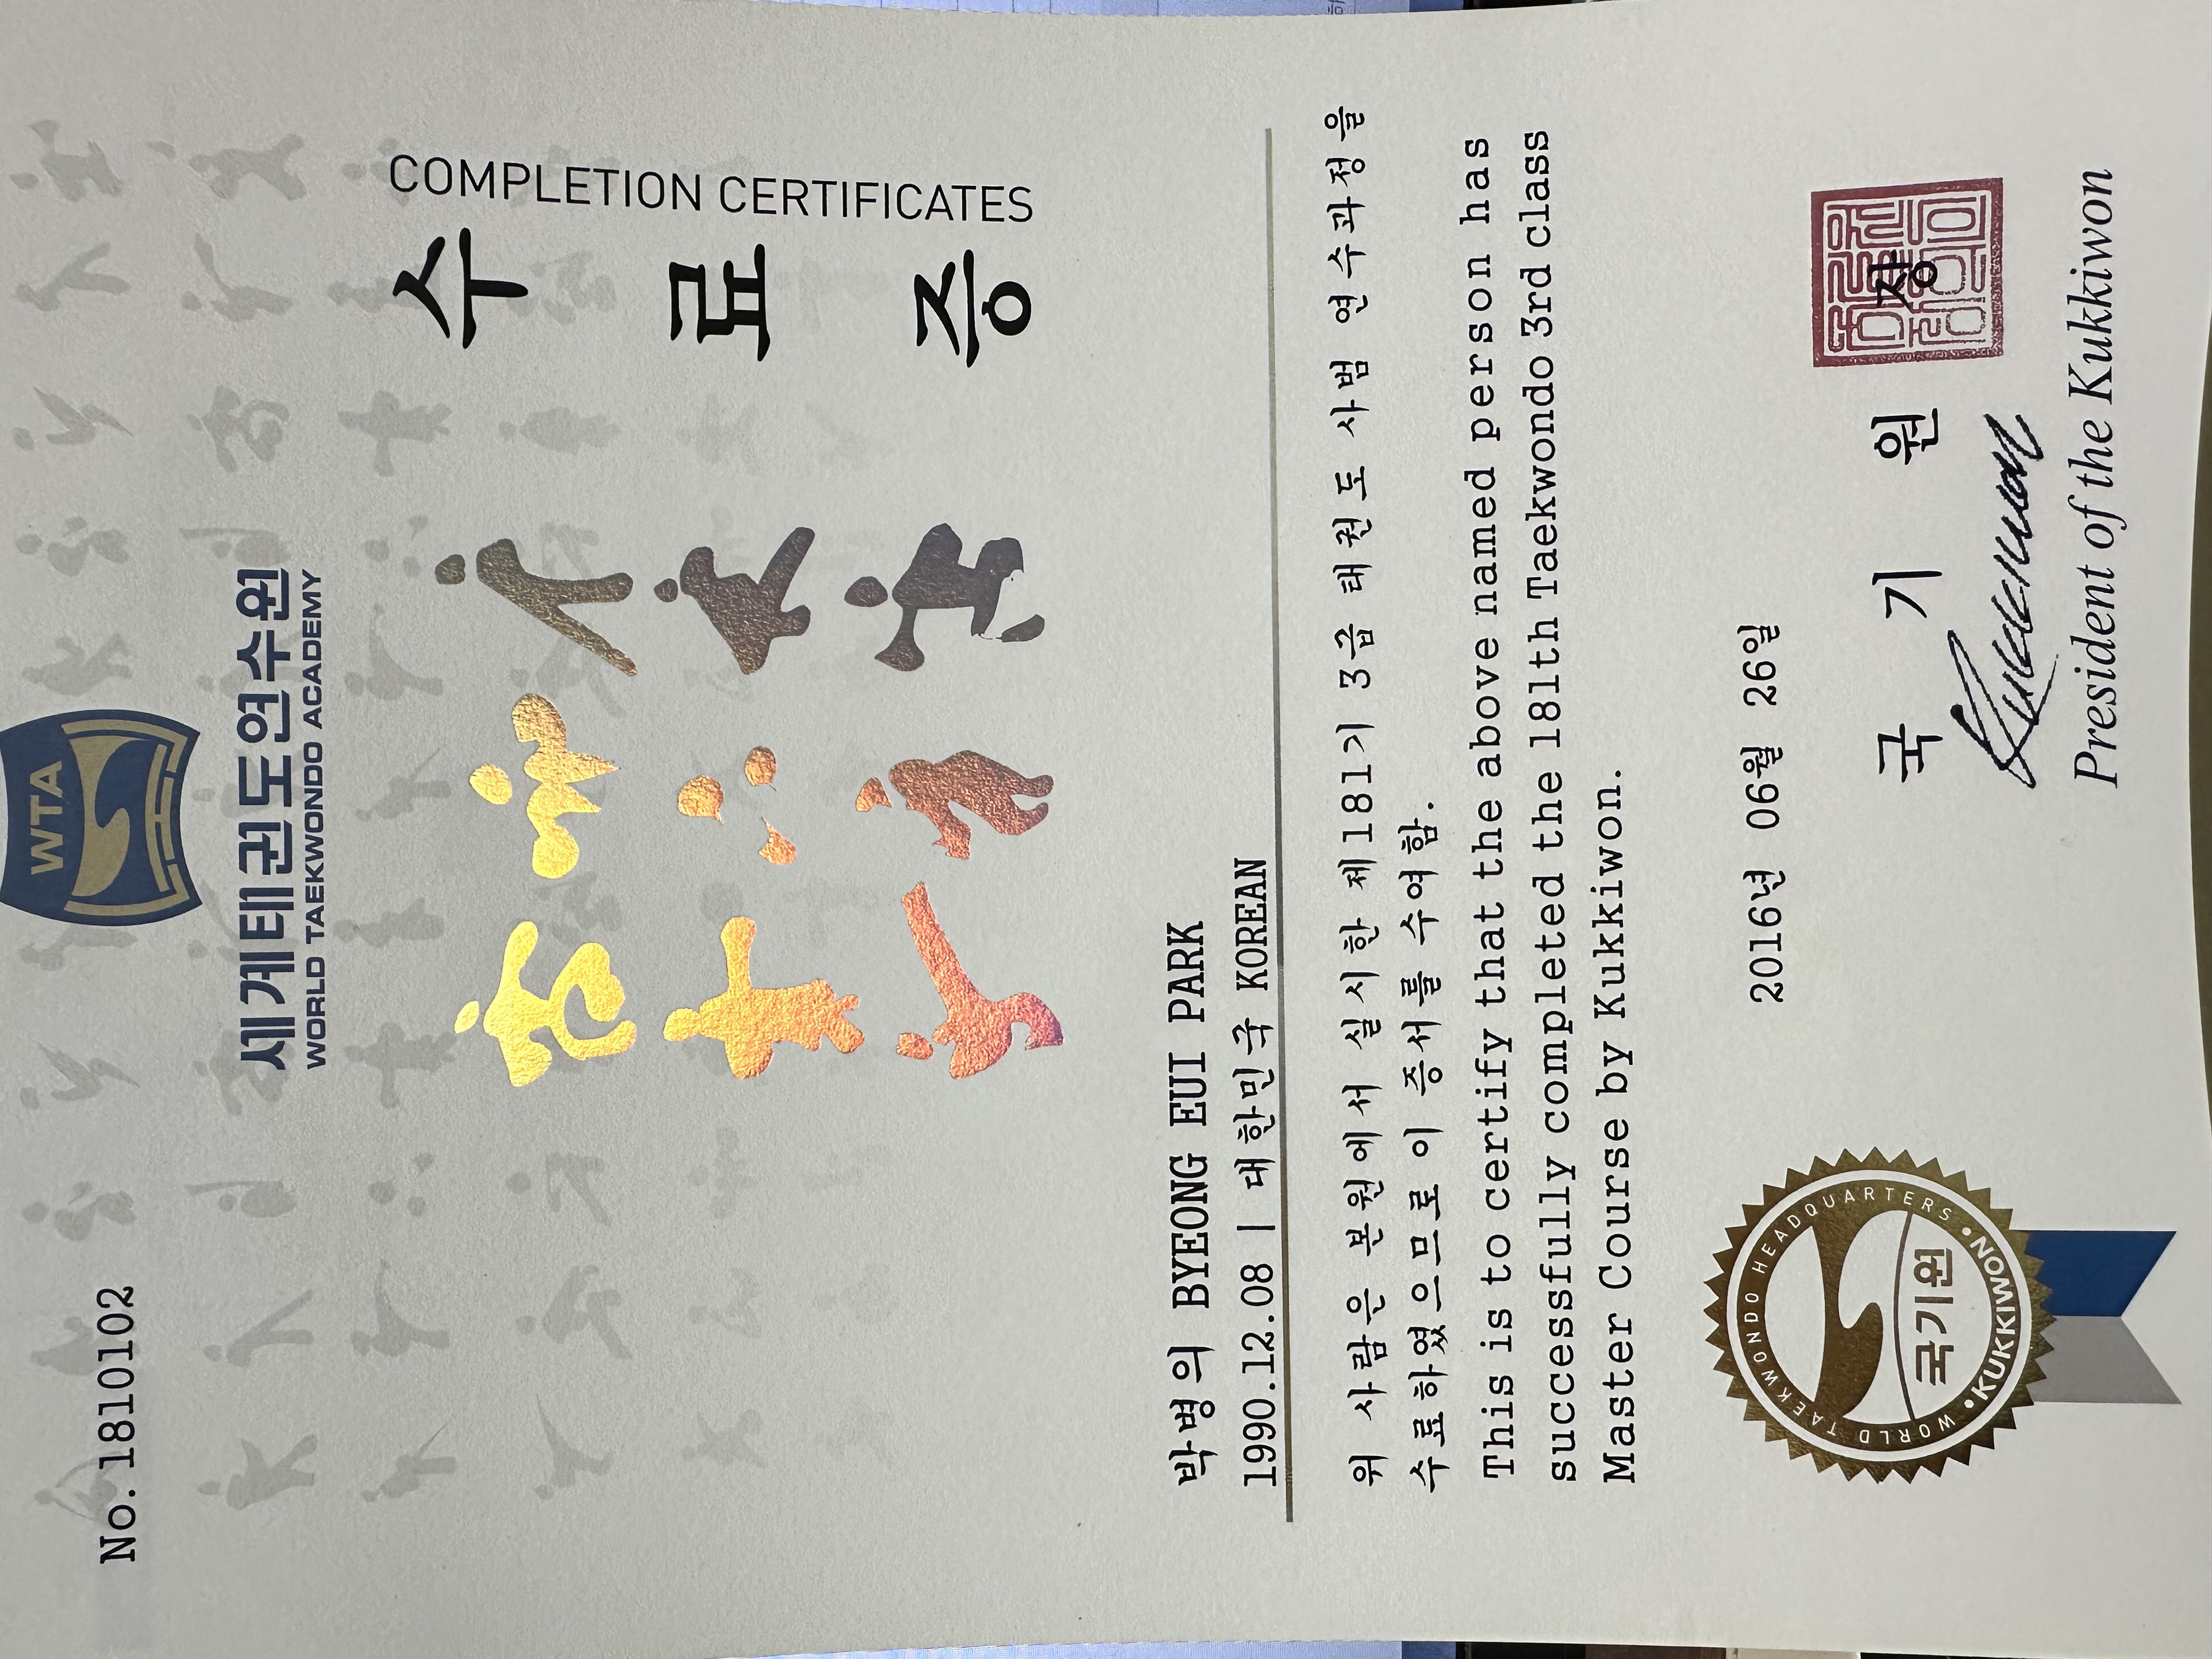 No. 1810102
WTA
세계태권도연수원
WORLD TAEKWONDO ACADEMY
수료증
COMPLETION CERTIFICATES
박병의 BYEONG EUI PARK
1990.12.08 | 대한민국 KOREAN
위 사람은 본원에서 실시한 제181기 3급 태권도 사범 연수과정을
수료하였으므로 이 증서를 수여함.
This is to certify that the above named person has
successfully completed the 181th Taekwondo 3rd class
Master Course by Kukkiwon.
2016년 06월 26일
국기원장
President of the Kukkiwon
WORLD TAEKWONDO HEADQUARTERS
국기원
KUKKIWON